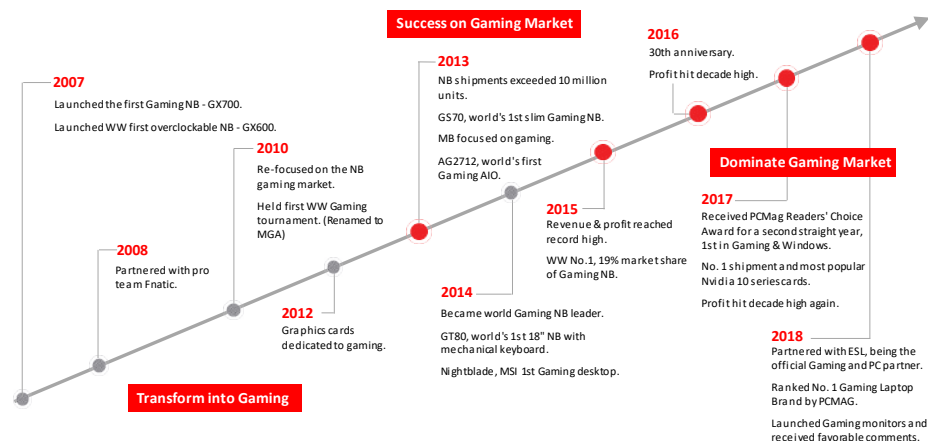 Success on Gaming Market
2007
Launched the first Gaming NB - GX700.
Launched WW first overclockable NB - GX600.
2008
Partnered with pro
team Fnatic.
2010
Re-focused on the NB
gaming market.
Held first WW Gaming
tournament. (Renamed to
MGA)
2012
Graphics cards
dedicated to gaming.
Transform into Gaming
2013
NB shipments exceeded 10 million
units.
GS70, world's 1st slim Gaming NB.
MB focused on gaming.
AG2712, world's first
Gaming AIO.
2014
Became world Gaming NB leader.
GT80, world's 1st 18" NB with
mechanical keyboard.
Nightblade, MSI 1st Gaming desktop.
2015
Revenue & profit reached
record high.
WW No.1, 19% market share
of Gaming NB.
2016
30th anniversary.
Profit hit decade high.
Dominate Gaming Market
2017
Received PCMag Readers' Choice
Award for a second straight year,
1st in Gaming & Windows.
No. 1 shipment and most popular
Nvidia 10 series cards.
Profit hit decade high again.
2018
Partnered with ESL, being the
official Gaming and PC partner.
Ranked No. 1 Gaming Laptop
Brand by PCMAG.
Launched Gaming monitors and
received favorable comments.